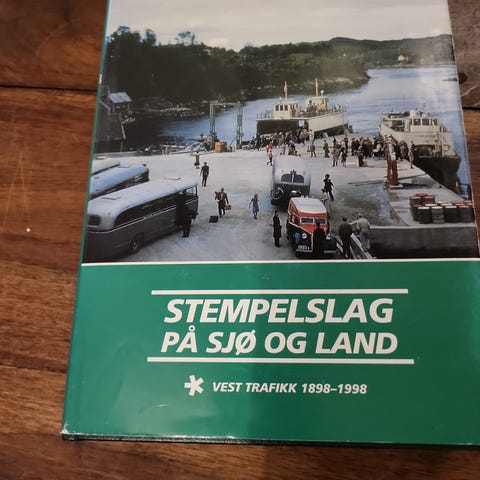 STEMPELSLAG
PÅ SJØ OG LAND
VEST TRAFIKK 1898–1998